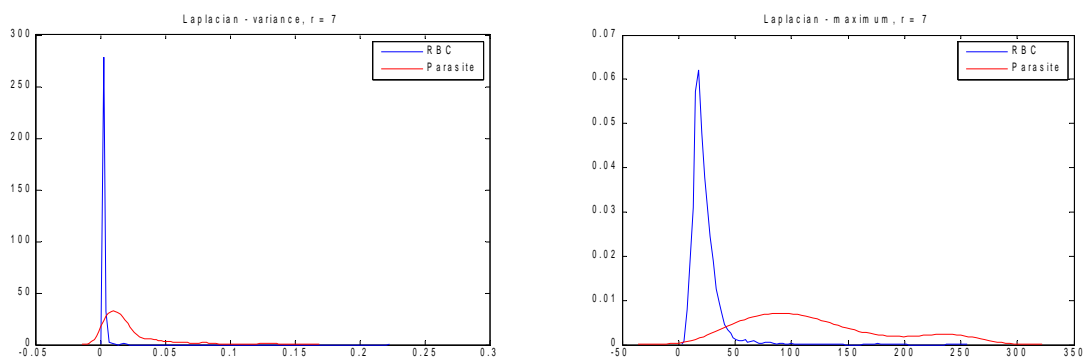 Laplacian - variance, r = 7
300
250
200
150
100
50
0
-0.05 0 0.05 0.1 0.15 0.2 0.25 0.3
RBC
Parasite
Laplacian - maximum, r = 7
0.07
0.06
0.05
0.04
0.03
0.02
0.01
0
-50 0 50 100 150 200 250 300 350
RBC
Parasite